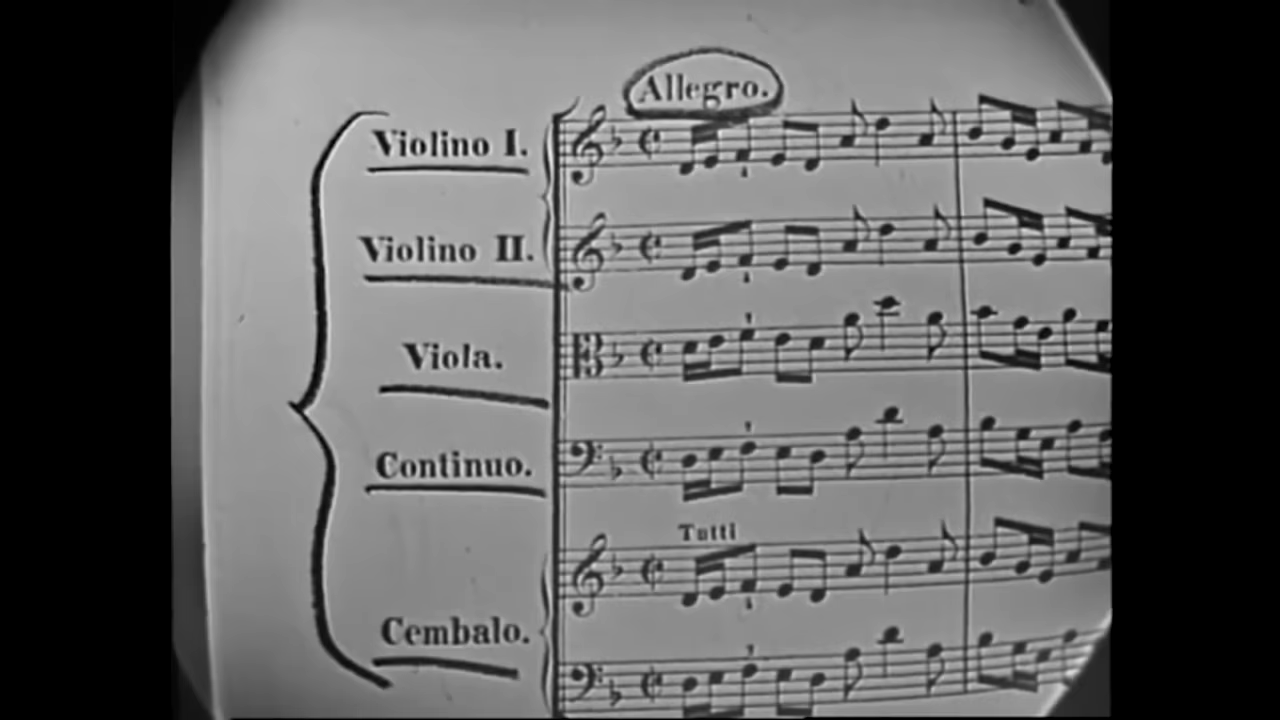 Allegro.
Violino I.
Violino II.
Viola.
Continuo.
Tutti
Cembalo.